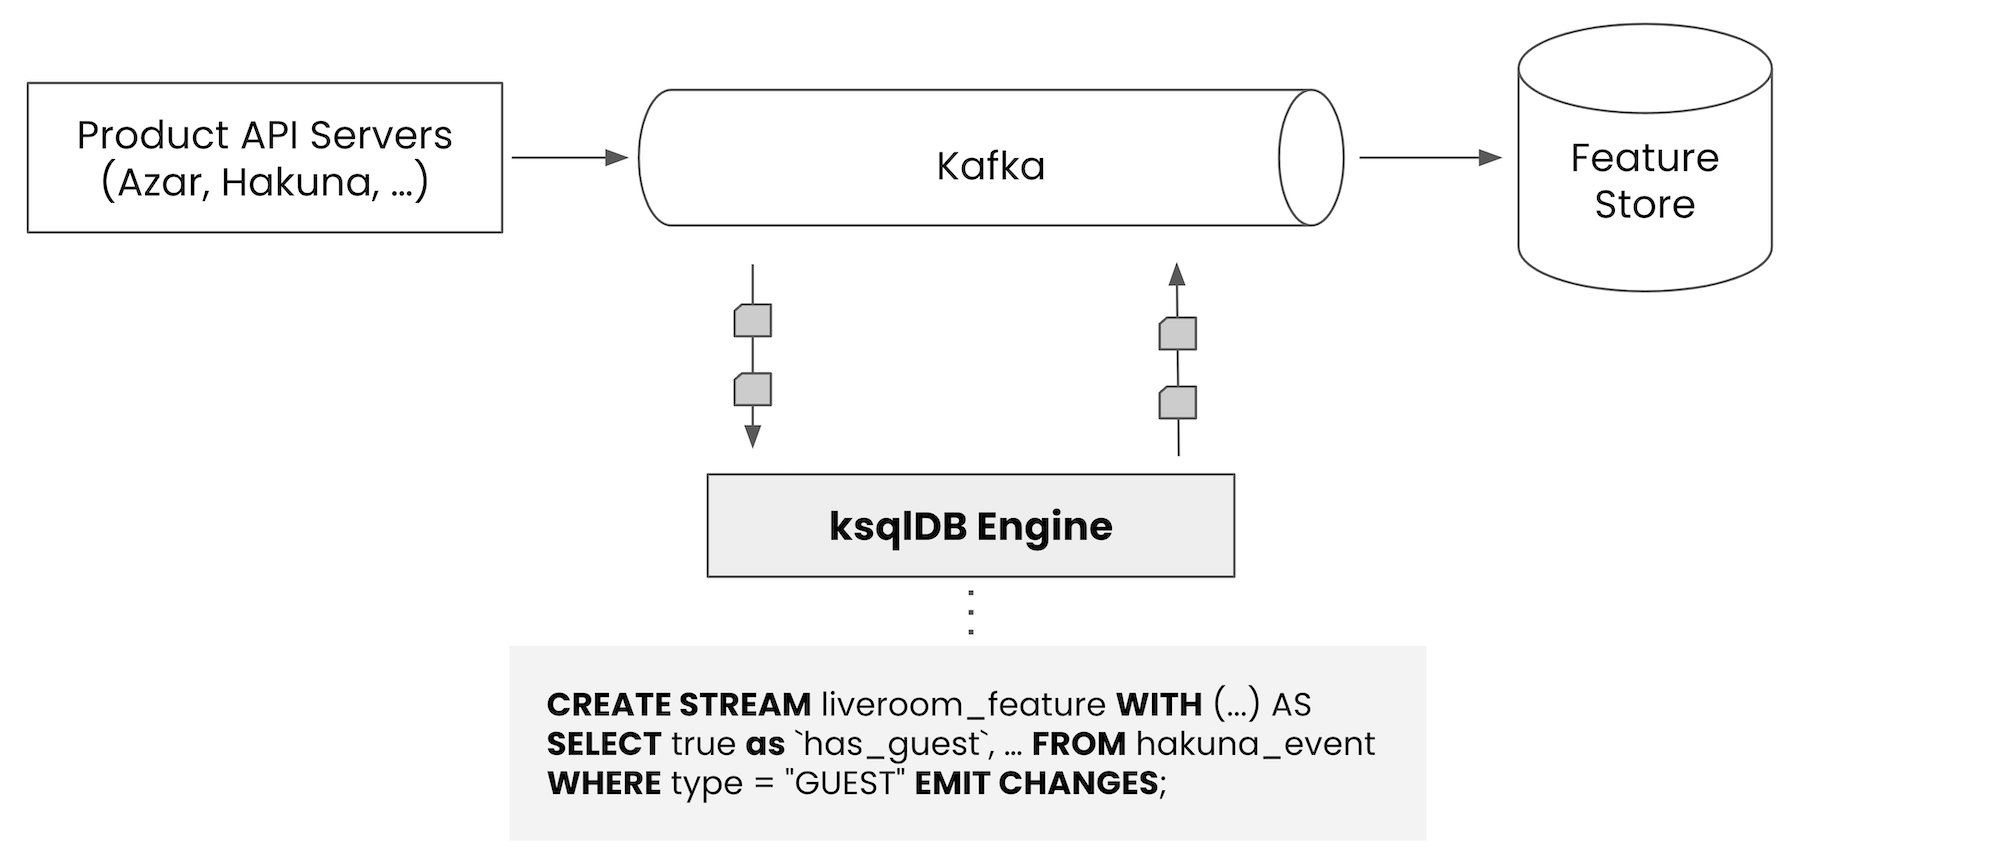 Product API Servers
(Azar, Hakuna, ...)
Kafka
Feature
Store
ksqlDB Engine
CREATE STREAM liveroom_feature WITH (...) AS
SELECT true as `has_guest`, ... FROM hakuna_event
WHERE type = "GUEST" EMIT CHANGES;